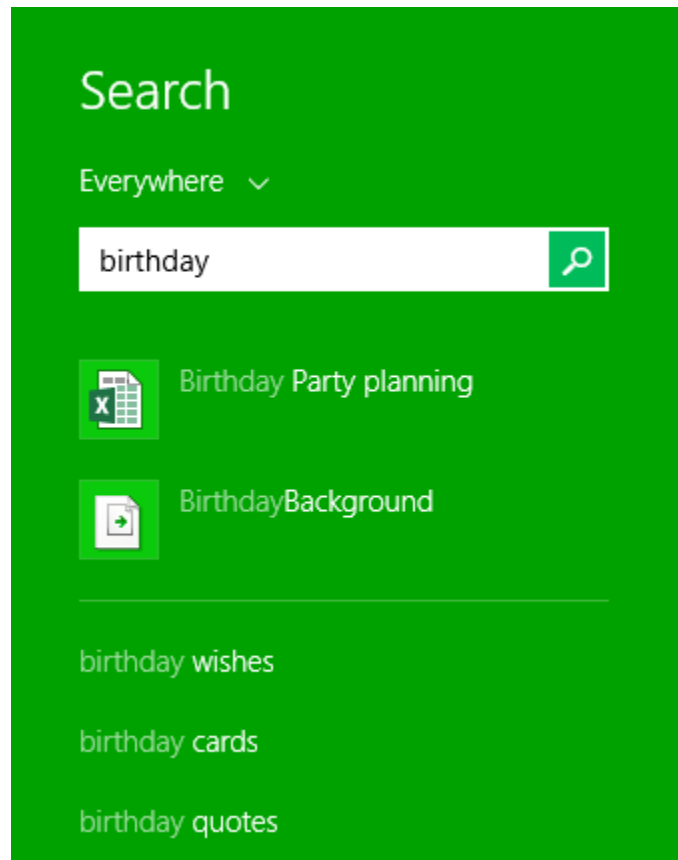 Search
Everywhere
birthday
Birthday Party planning
BirthdayBackground
birthday wishes
birthday cards
birthday quotes